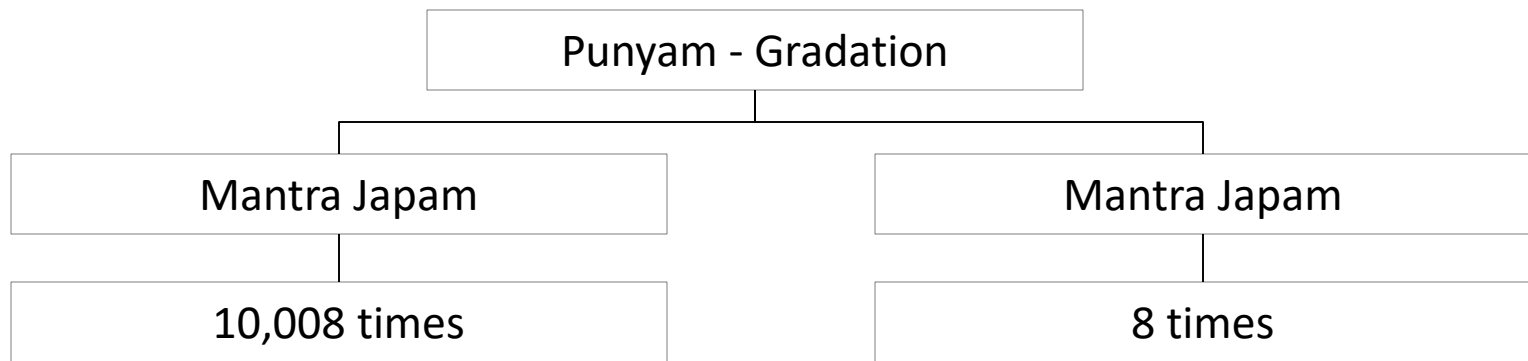 Punyam - Gradation
Mantra Japam
Mantra Japam
10,008 times
8 times